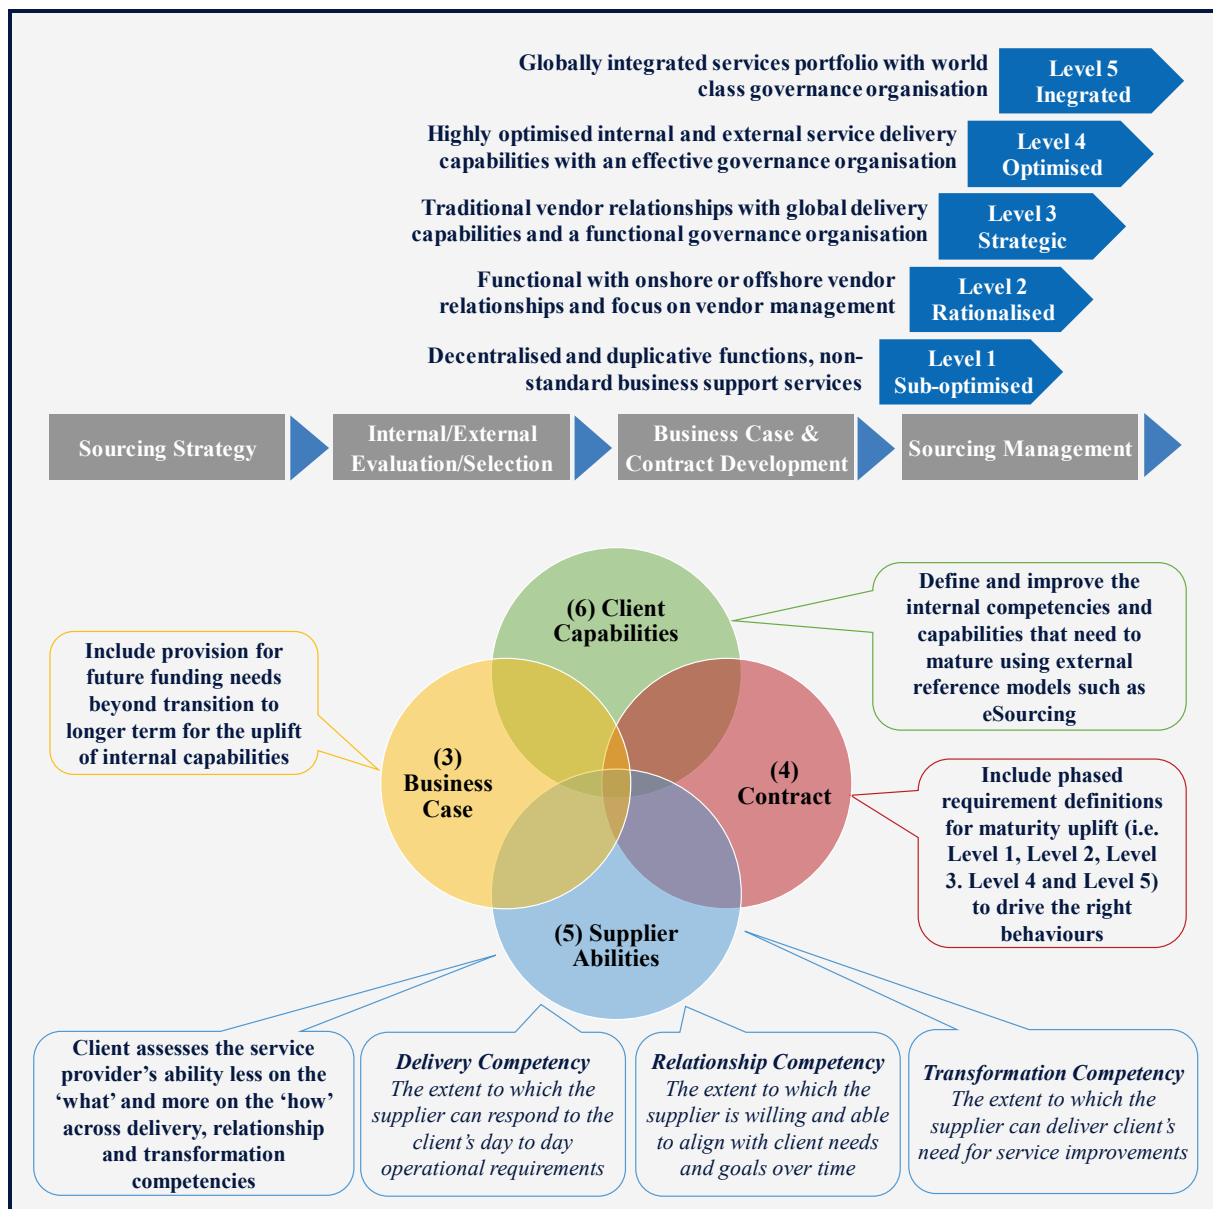 Globally integrated services portfolio with world
class governance organisation
Level 5
Inegrated
Highly optimised internal and external service delivery
capabilities with an effective governance organisation
Level 4
Optimised
Traditional vendor relationships with global delivery
capabilities and a functional governance organisation
Level 3
Strategic
Functional with onshore or offshore vendor
relationships and focus on vendor management
Level 2
Rationalised
Decentralised and duplicative functions, non-
standard business support services
Level 1
Sub-optimised
Sourcing Strategy
Internal/External
Evaluation/Selection
Business Case &
Contract Development
Sourcing Management
(6) Client
Capabilities
Define and improve the
internal competencies and
capabilities that need to
mature using external
reference models such as
eSourcing
Include provision for
future funding needs
beyond transition to
longer term for the uplift
of internal capabilities
(3)
Business
Case
(4)
Contract
Include phased
requirement definitions
for maturity uplift (i.e.
Level 1, Level 2, Level
3. Level 4 and Level 5)
to drive the right
behaviours
(5) Supplier
Abilities
Client assesses the service
provider’s ability less on the
‘what’ and more on the ‘how’
across delivery, relationship
and transformation
competencies
Delivery Competency
The extent to which the
supplier can respond to the
client’s day to day
operational requirements
Relationship Competency
The extent to which the
supplier is willing and able
to align with client needs
and goals over time
Transformation Competency
The extent to which the
supplier can deliver client’s
need for service improvements